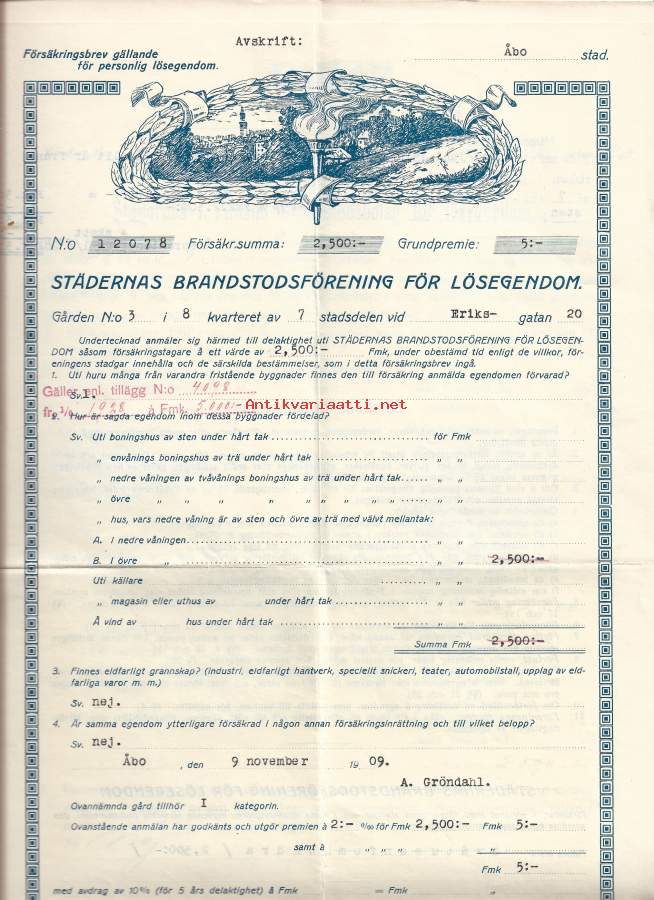 Avskrift:
Försäkringsbrev gällande
för personlig lösegendom.
Åbo stad.
N:o 12078 Försäkr.summa: 2,500:- Grundpremie: 5:-
STÄDERNAS BRANDSTODSFÖRENING FÖR LÖSEGENDOM.
Gården N:o 3 i 8 kvarteret av 7 stadsdelen vid Eriks- gatan 20
Undertecknad anmäler sig härmed till delaktighet uti STÄDERNAS BRANDSTODSFÖRENING FÖR LÖSEGEN-
DOM såsom försäkringstagare å ett värde av 2,500:- Fmk, under obestämd tid enligt de villkor, för-
eningens stadgar innehålla och de särskilda bestämmelser, som i detta försäkringsbrev ingå.
1. Uti huru många från varandra fristående byggnader finnes den till försäkring anmälda egendomen förvarad?
Gäller enl. tillägg N:o 4098
Sv. 1.
fr. 1/ 1928 à Fmk. 5.000:-
Antikvariaatti.net
2. Hur är sagda egendom inom dessa byggnader fördelad?
Sv. Uti boningshus av sten under hårt tak för Fmk
„ envånings boningshus av trä under hårt tak „ „
„ nedre våningen av tvåvånings boningshus av trä under hårt tak „ „
„ övre „ „ „ „ „ „ „ „ „ „
„ hus, vars nedre våning är av sten och övre av trä med välvt mellantak:
A. I nedre våningen „ „
B. I övre „ „ „ 2,500:-
Uti källare „ „
„ magasin eller uthus av under hårt tak „ „
Å vind av hus under hårt tak „ „
Summa Fmk 2,500:-
3. Finnes eldfarligt grannskap? (industri, eldfarligt hantverk, speciellt snickeri, teater, automobilstall, upplag av eld-
farliga varor m. m.)
Sv. nej.
4. Är samma egendom ytterligare försäkrad i någon annan försäkringsinrättning och till vilket belopp?
Sv. nej.
Åbo , den 9 november 19 09.
A. Gröndahl.
Ovannämnda gård tillhör I kategorin.
Ovanstående anmälan har godkänts och utgör premien à 2:- ‰ för Fmk 2,500:- Fmk 5:-
samt à „ „ „ „
Fmk 5:-
med avdrag av 10% (för 5 års delaktighet) å Fmk = Fmk „